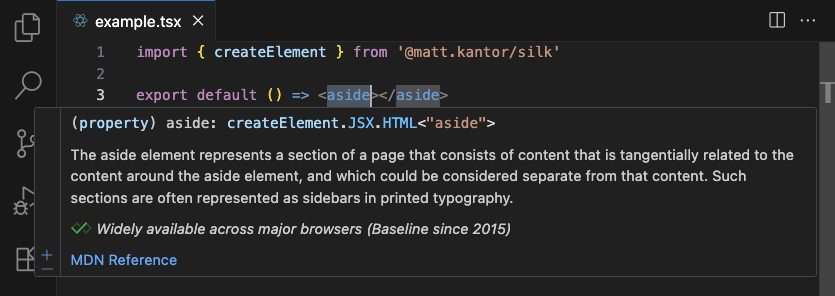 example.tsx
1 import { createElement } from '@matt.kantor/silk'
2
3 export default () => <aside></aside>
(property) aside: createElement.JSX.HTML<"aside">
The aside element represents a section of a page that consists of content that is tangentially related to the
content around the aside element, and which could be considered separate from that content. Such
sections are often represented as sidebars in printed typography.
Widely available across major browsers (Baseline since 2015)
MDN Reference